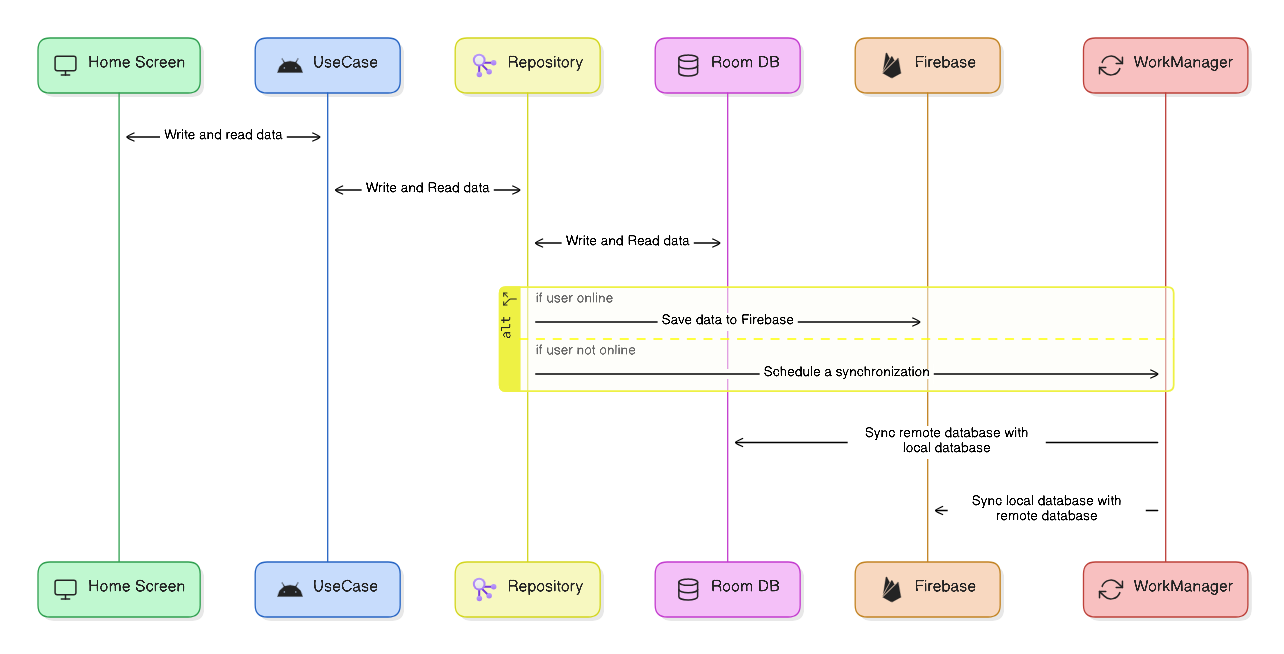 Home Screen
UseCase
Repository
Room DB
Firebase
WorkManager
Write and read data
Write and Read data
Write and Read data
alt
if user online
Save data to Firebase
if user not online
Schedule a synchronization
Sync remote database with
local database
Sync local database with
remote database
Home Screen
UseCase
Repository
Room DB
Firebase
WorkManager